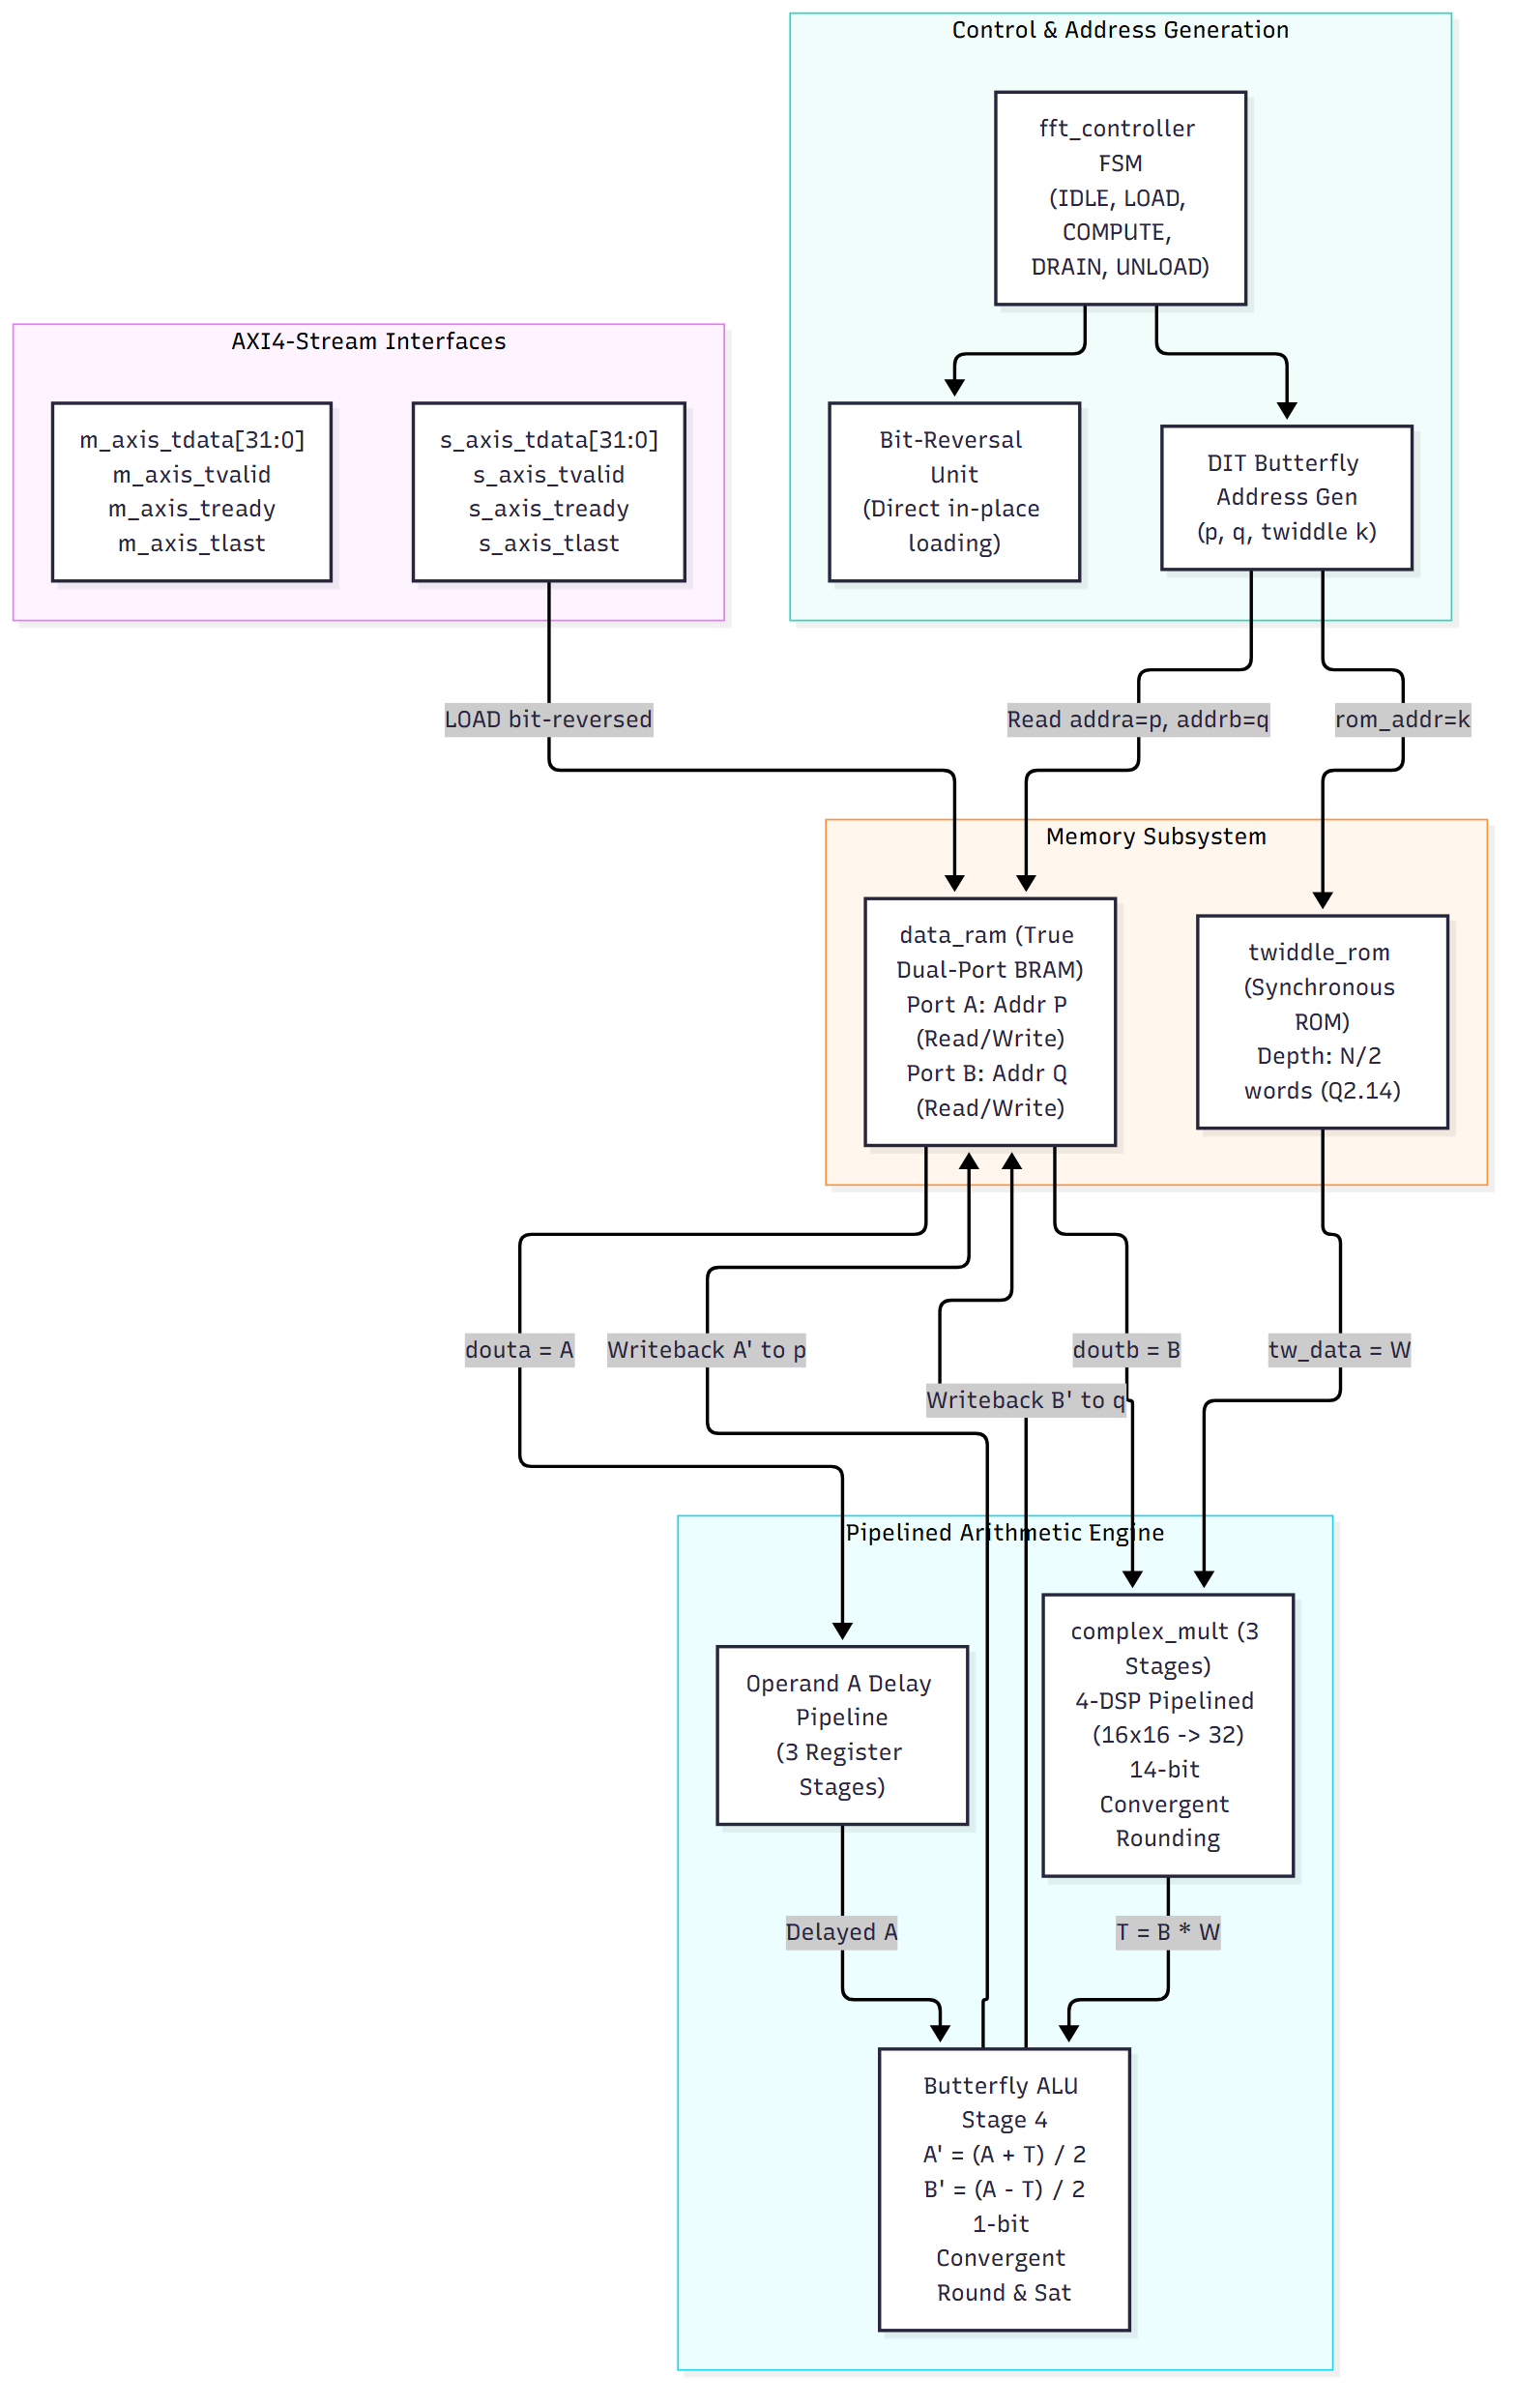 Control & Address Generation
fft_controller
FSM
(IDLE, LOAD,
COMPUTE,
DRAIN, UNLOAD)
AXI4-Stream Interfaces
m_axis_tdata[31:0]
m_axis_tvalid
m_axis_tready
m_axis_tlast
s_axis_tdata[31:0]
s_axis_tvalid
s_axis_tready
s_axis_tlast
Bit-Reversal
Unit
(Direct in-place
loading)
DIT Butterfly
Address Gen
(p, q, twiddle k)
LOAD bit-reversed
Read addra=p, addrb=q
rom_addr=k
Memory Subsystem
data_ram (True
Dual-Port BRAM)
Port A: Addr P
(Read/Write)
Port B: Addr Q
(Read/Write)
twiddle_rom
(Synchronous
ROM)
Depth: N/2
words (Q2.14)
douta = A
Writeback A' to p
doutb = B
tw_data = W
Writeback B' to q
Pipelined Arithmetic Engine
Operand A Delay
Pipeline
(3 Register
Stages)
complex_mult (3
Stages)
4-DSP Pipelined
(16x16 -> 32)
14-bit
Convergent
Rounding
Delayed A
T = B * W
Butterfly ALU
Stage 4
A' = (A + T) / 2
B' = (A - T) / 2
1-bit
Convergent
Round & Sat